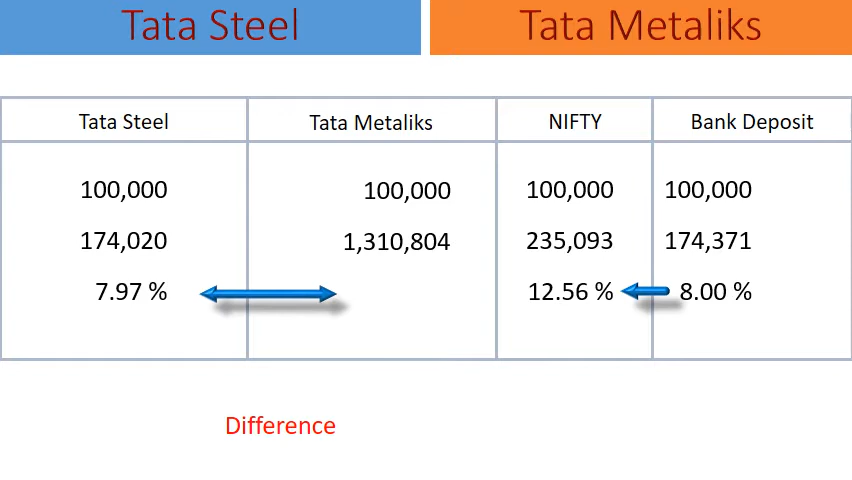 Tata Steel Tata Metaliks
Tata Steel Tata Metaliks NIFTY Bank Deposit
100,000 100,000 100,000 100,000
174,020 1,310,804 235,093 174,371
7.97 % 12.56 % 8.00 %
Difference